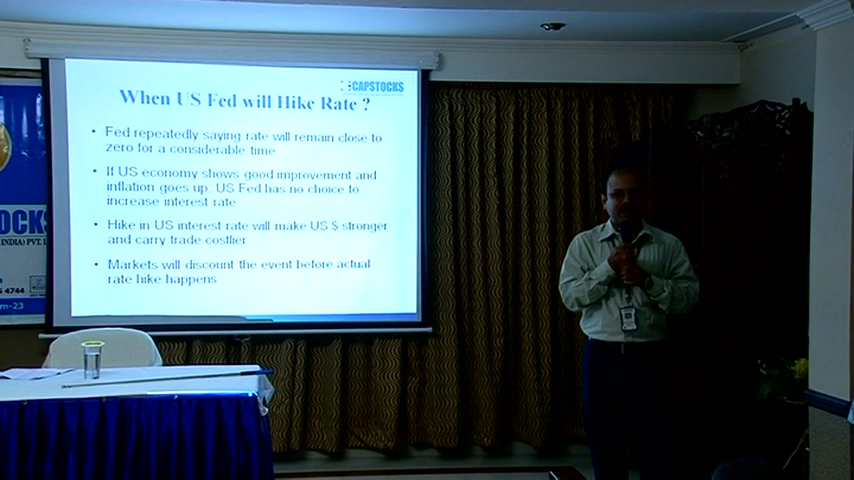 CAPSTOCKS
When US Fed will Hike Rate ?
• Fed repeatedly saying rate will remain close to
zero for a considerable time
• If US economy shows good improvement and
inflation goes up, US Fed has no choice to
increase interest rate
• Hike in US interest rate will make US $ stronger
and carry trade costlier
• Markets will discount the event before actual
rate hike happens
OCKS
INDIA) PVT. L
4744
m-23